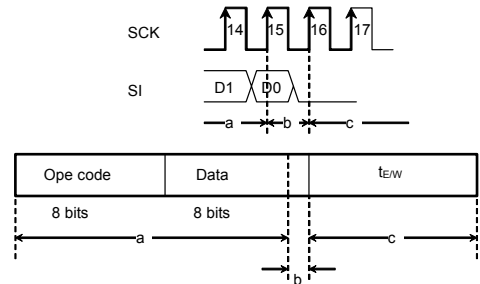 SCK 14 15 16 17
SI D1 D0
a b c
Ope code Data tE/W
8 bits 8 bits
a c
b